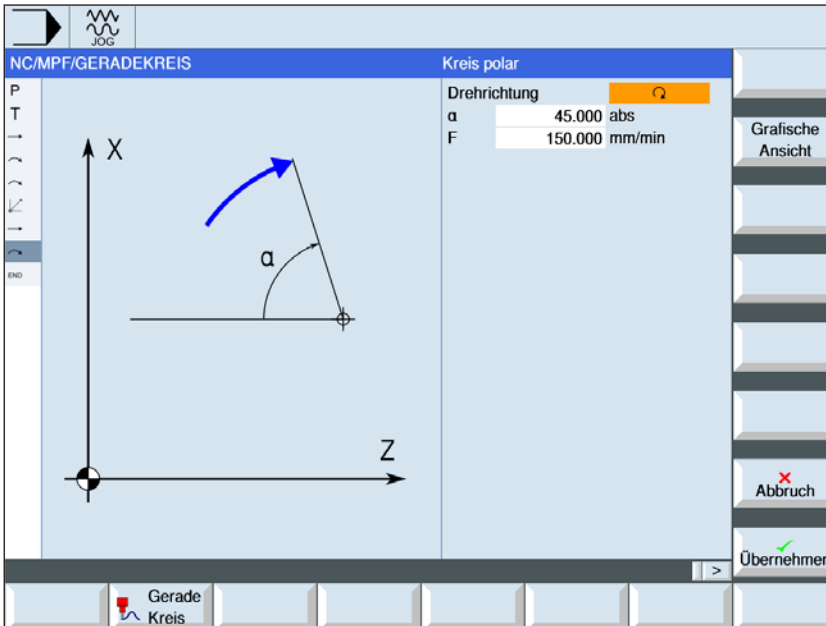 JOG
NC/MPF/GERADEKREIS
Kreis polar
P
T
END
X
α
Z
Drehrichtung
α 45.000 abs
F 150.000 mm/min
Grafische
Ansicht
Abbruch
Übernehmen
>
Gerade
Kreis